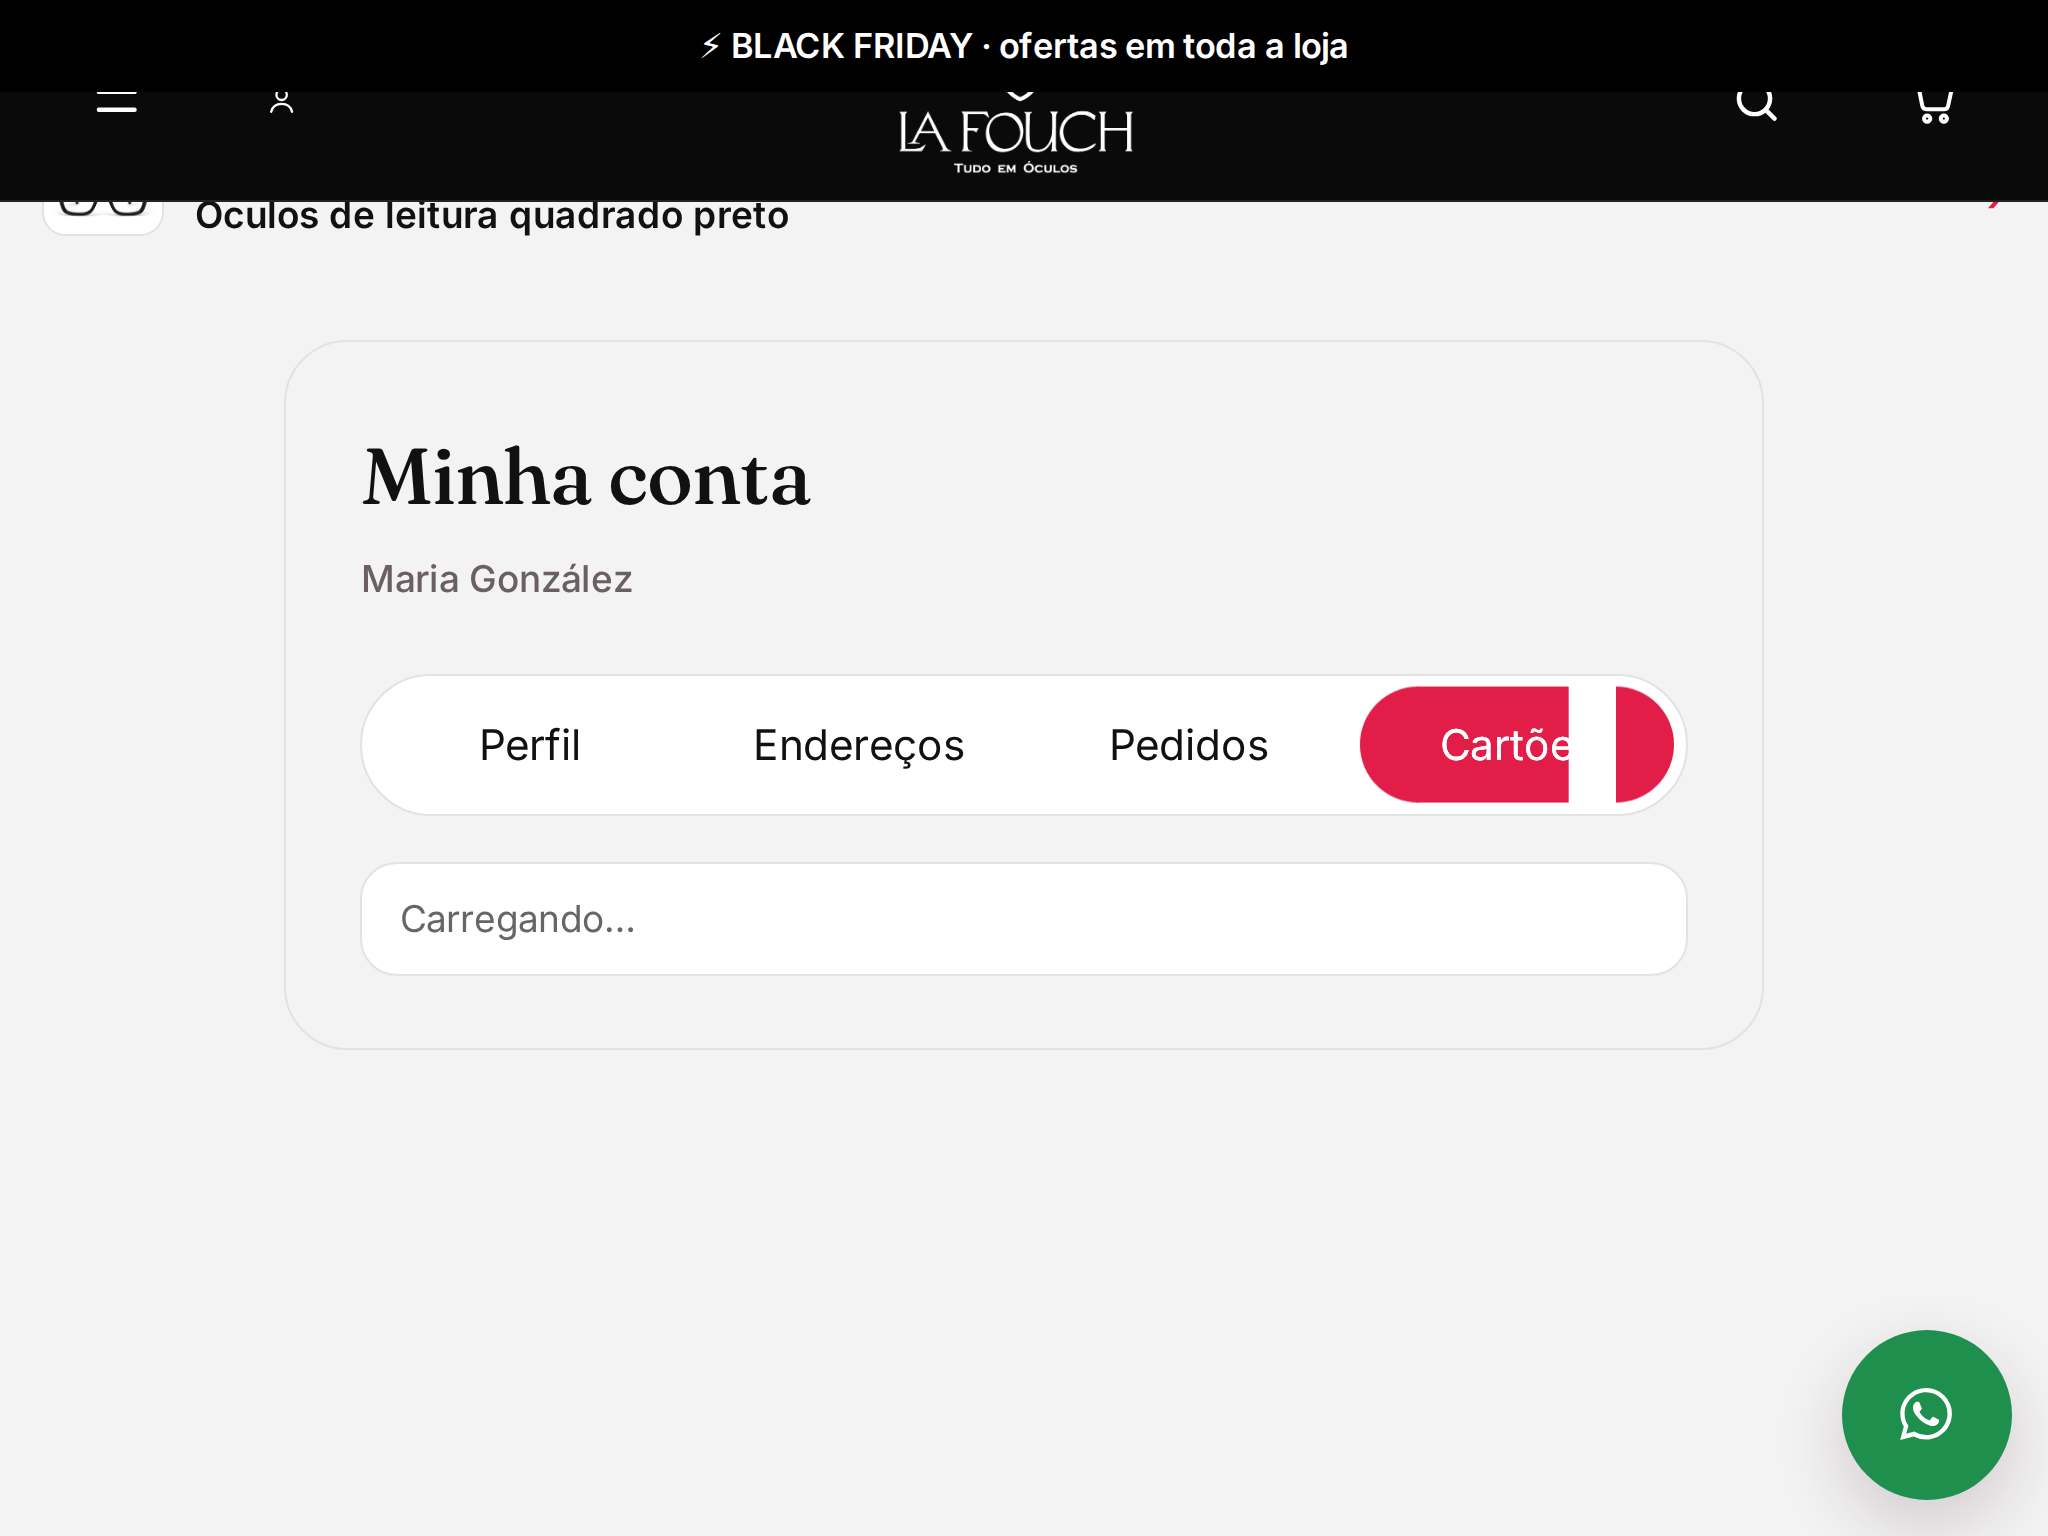 ⚡ BLACK FRIDAY · ofertas em toda a loja
LA FOUCH
TUDO EM ÓCULOS
Óculos de leitura quadrado preto
Minha conta
Maria González
Perfil Endereços Pedidos
Carregando...